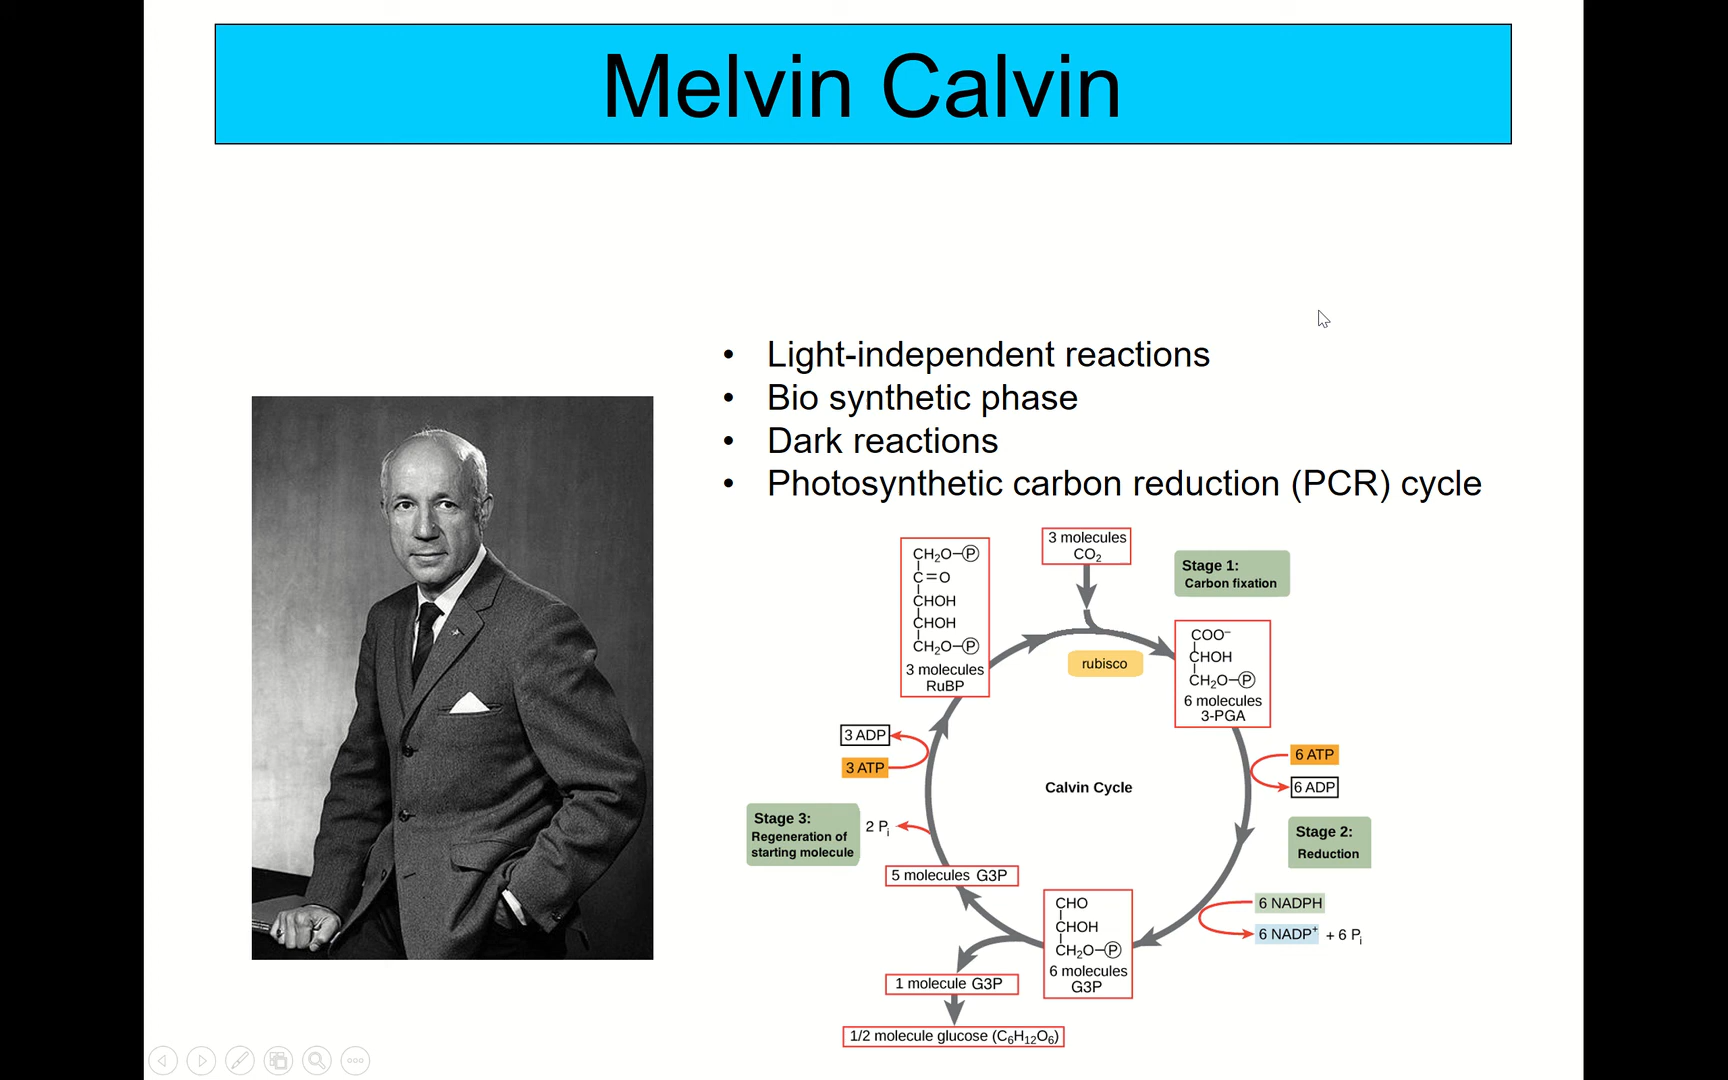 Melvin Calvin
• Light-independent reactions
• Bio synthetic phase
• Dark reactions
• Photosynthetic carbon reduction (PCR) cycle
CH₂O–Ⓟ
C=O
CHOH
CHOH
CH₂O–Ⓟ
3 molecules
RuBP
3 molecules
CO₂
Stage 1:
Carbon fixation
rubisco
COO⁻
CHOH
CH₂O–Ⓟ
6 molecules
3-PGA
3 ADP
3 ATP
Calvin Cycle
6 ATP
6 ADP
Stage 3:
Regeneration of
starting molecule
2 Pᵢ
Stage 2:
Reduction
5 molecules G3P
CHO
CHOH
CH₂O–Ⓟ
6 molecules
G3P
6 NADPH
6 NADP⁺ + 6 Pᵢ
1 molecule G3P
1/2 molecule glucose (C₆H₁₂O₆)